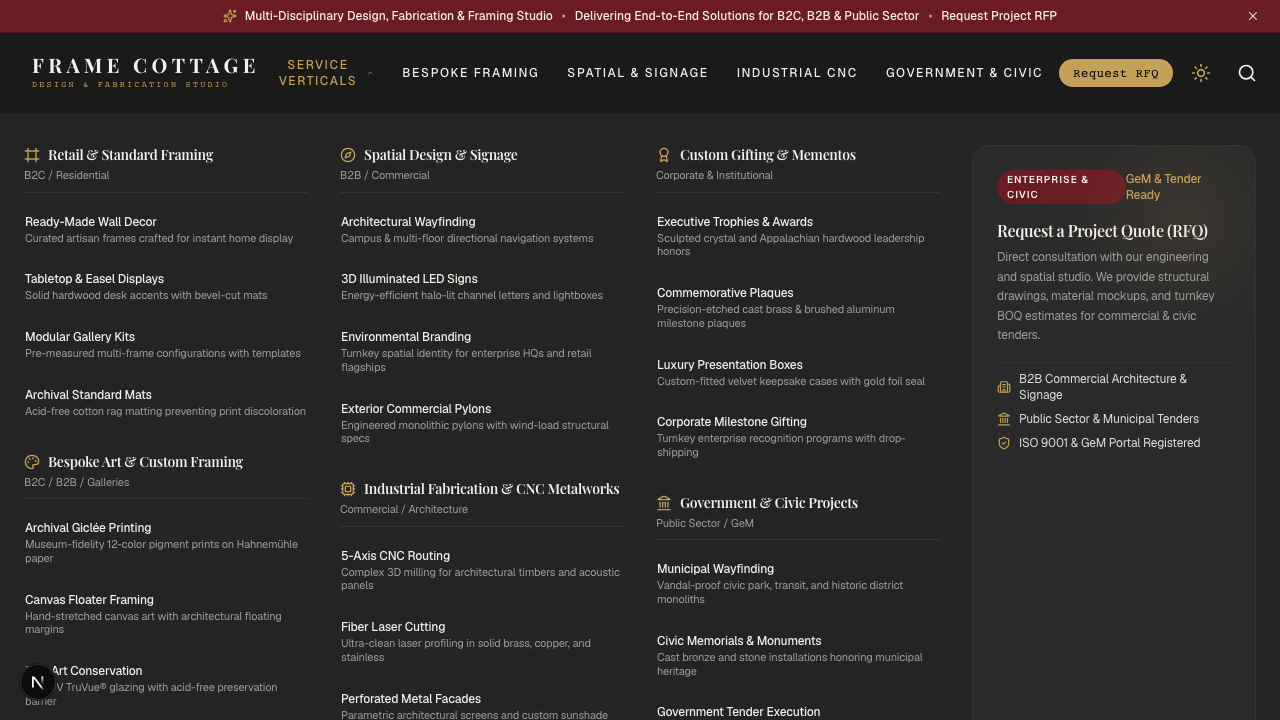 Multi-Disciplinary Design, Fabrication & Framing Studio • Delivering End-to-End Solutions for B2C, B2B & Public Sector • Request Project RFP
FRAME COTTAGE
DESIGN & FABRICATION STUDIO
SERVICE
VERTICALS
BESPOKE FRAMING
SPATIAL & SIGNAGE
INDUSTRIAL CNC
GOVERNMENT & CIVIC
Request RFQ
Retail & Standard Framing
B2C / Residential
Ready-Made Wall Decor
Curated artisan frames crafted for instant home display
Tabletop & Easel Displays
Solid hardwood desk accents with bevel-cut mats
Modular Gallery Kits
Pre-measured multi-frame configurations with templates
Archival Standard Mats
Acid-free cotton rag matting preventing print discoloration
Bespoke Art & Custom Framing
B2C / B2B / Galleries
Archival Giclée Printing
Museum-fidelity 12-color pigment prints on Hahnemühle
paper
Canvas Floater Framing
Hand-stretched canvas art with architectural floating
margins
Art Conservation
V TruVue® glazing with acid-free preservation
barrier
N
Spatial Design & Signage
B2B / Commercial
Architectural Wayfinding
Campus & multi-floor directional navigation systems
3D Illuminated LED Signs
Energy-efficient halo-lit channel letters and lightboxes
Environmental Branding
Turnkey spatial identity for enterprise HQs and retail
flagships
Exterior Commercial Pylons
Engineered monolithic pylons with wind-load structural
specs
Industrial Fabrication & CNC Metalworks
Commercial / Architecture
5-Axis CNC Routing
Complex 3D milling for architectural timbers and acoustic
panels
Fiber Laser Cutting
Ultra-clean laser profiling in solid brass, copper, and
stainless
Perforated Metal Facades
Parametric architectural screens and custom sunshade
Custom Gifting & Mementos
Corporate & Institutional
Executive Trophies & Awards
Sculpted crystal and Appalachian hardwood leadership
honors
Commemorative Plaques
Precision-etched cast brass & brushed aluminum
milestone plaques
Luxury Presentation Boxes
Custom-fitted velvet keepsake cases with gold foil seal
Corporate Milestone Gifting
Turnkey enterprise recognition programs with drop-
shipping
Government & Civic Projects
Public Sector / GeM
Municipal Wayfinding
Vandal-proof civic park, transit, and historic district
monoliths
Civic Memorials & Monuments
Cast bronze and stone installations honoring municipal
heritage
Government Tender Execution
ENTERPRISE &
CIVIC
GeM & Tender
Ready
Request a Project Quote (RFQ)
Direct consultation with our engineering
and spatial studio. We provide structural
drawings, material mockups, and turnkey
BOQ estimates for commercial & civic
tenders.
B2B Commercial Architecture &
Signage
Public Sector & Municipal Tenders
ISO 9001 & GeM Portal Registered